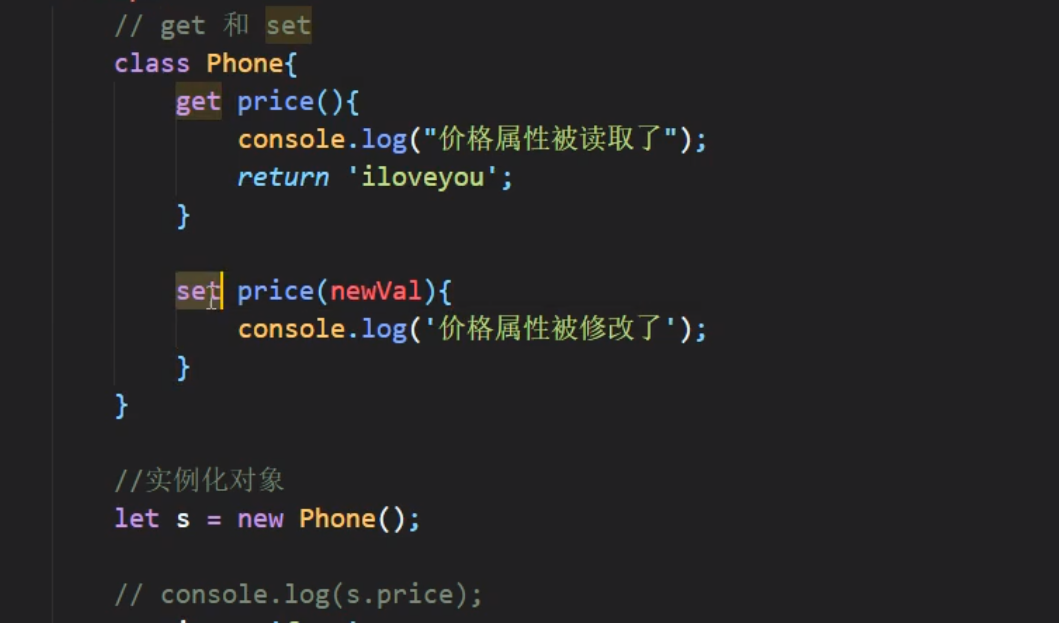 // get 和 set
class Phone{
get price(){
console.log("价格属性被读取了");
return 'iloveyou';
}
set price(newVal){
console.log('价格属性被修改了');
}
}
//实例化对象
let s = new Phone();
// console.log(s.price);